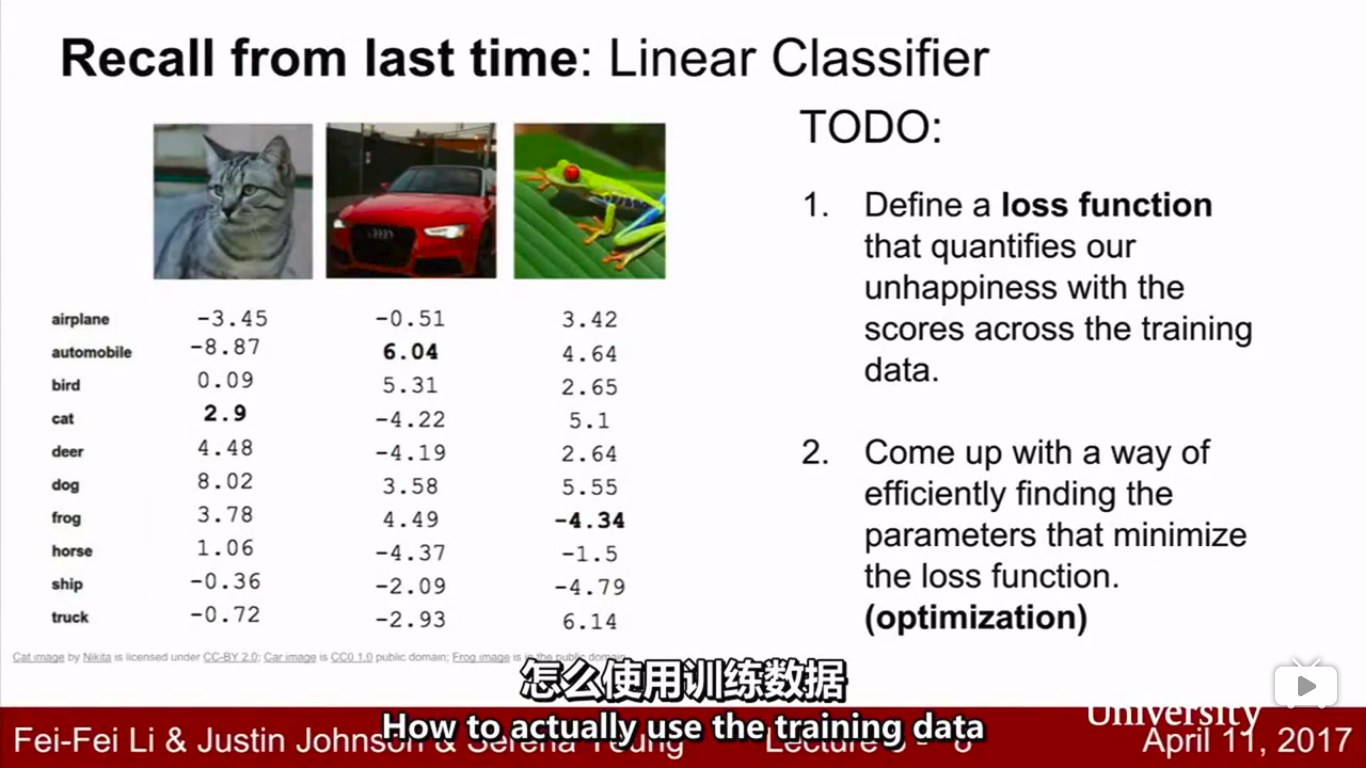 Recall from last time: Linear Classifier
airplane -3.45 -0.51 3.42
automobile -8.87 6.04 4.64
bird 0.09 5.31 2.65
cat 2.9 -4.22 5.1
deer 4.48 -4.19 2.64
dog 8.02 3.58 5.55
frog 3.78 4.49 -4.34
horse 1.06 -4.37 -1.5
ship -0.36 -2.09 -4.79
truck -0.72 -2.93 6.14
TODO:
1. Define a loss function
that quantifies our
unhappiness with the
scores across the training
data.
2. Come up with a way of
efficiently finding the
parameters that minimize
the loss function.
(optimization)
Cat image by Nikita is licensed under CC-BY 2.0; Car image is CC0 1.0 public domain; Frog image is in the public domain
怎么使用训练数据
How to actually use the training data
Fei-Fei Li & Justin Johnson & Serena Yeung
Lecture
University
April 11, 2017